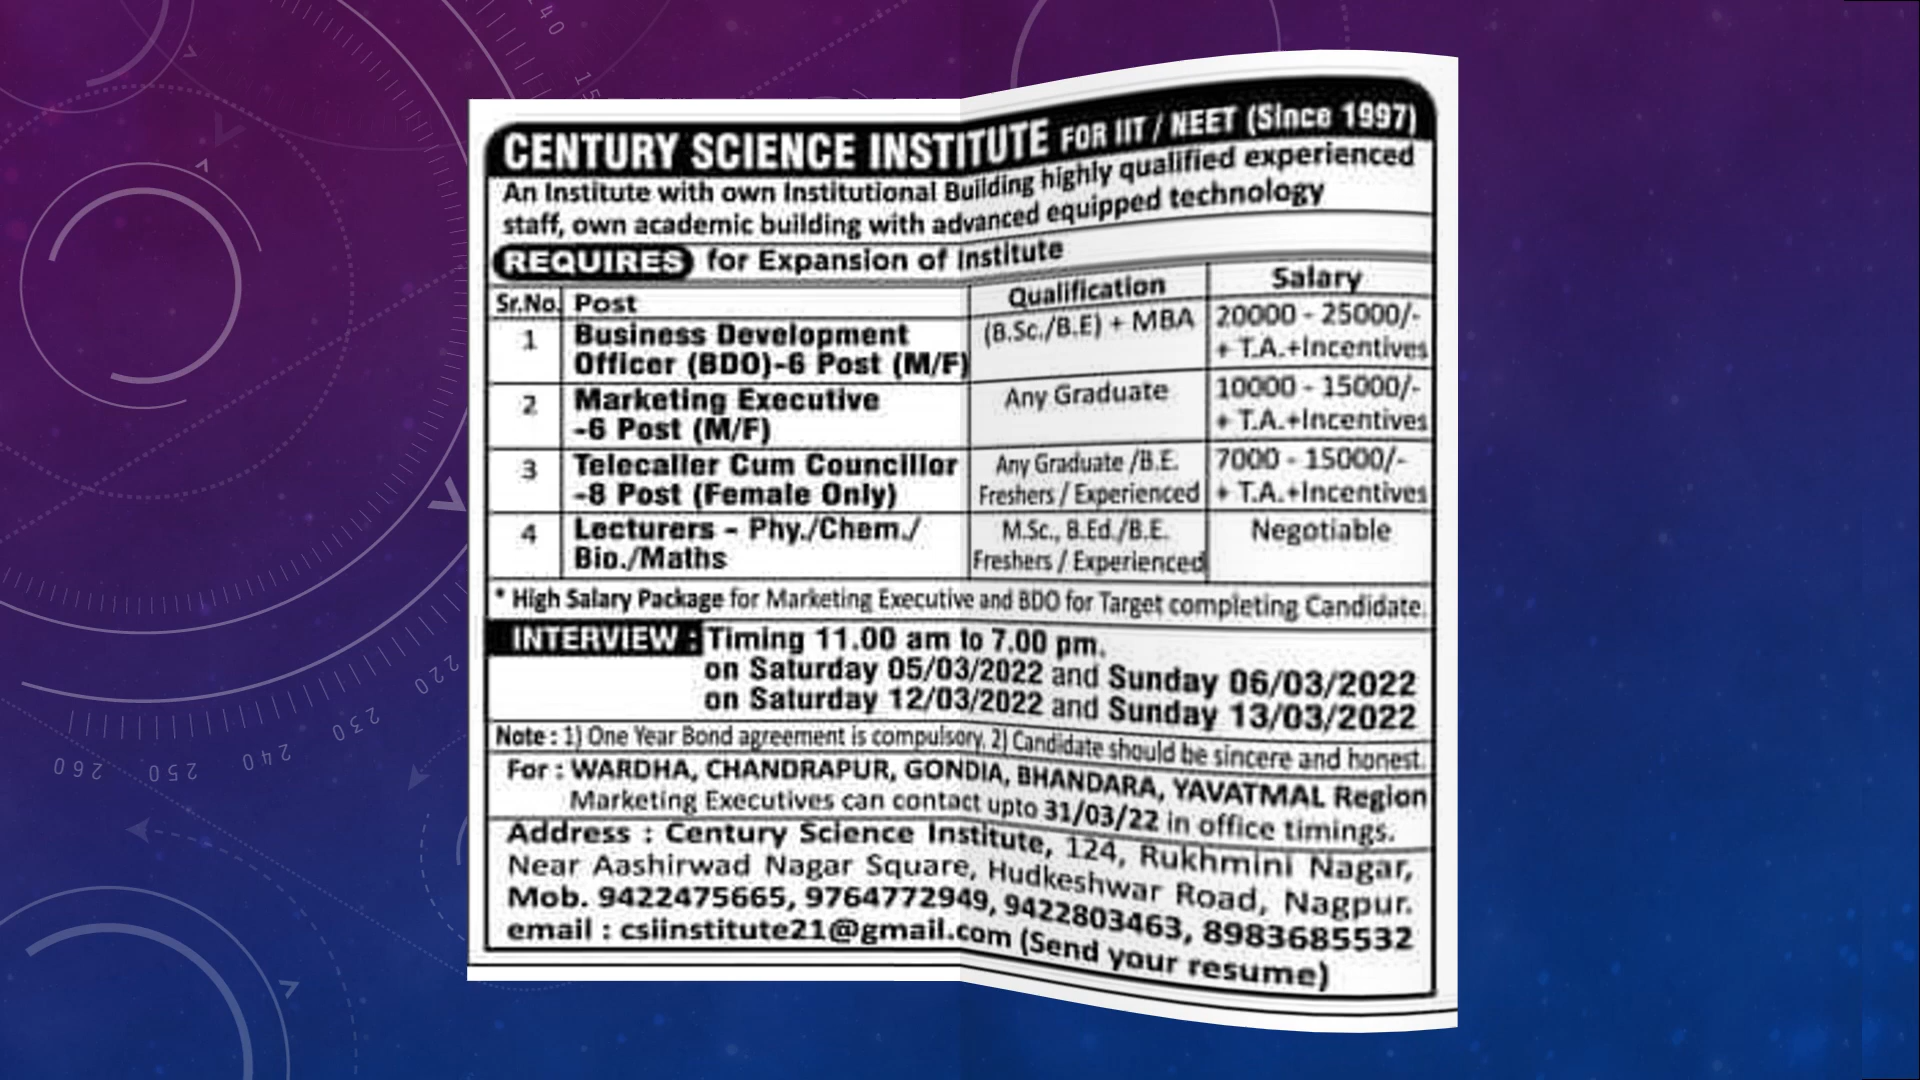 CENTURY SCIENCE INSTITUTE FOR IIT / NEET (Since 1997)
An Institute with own Institutional Building highly qualified experienced
staff, own academic building with advanced equipped technology
REQUIRES for Expansion of Institute
Sr.No. Post Qualification Salary
1 Business Development (B.Sc./B.E) + MBA 20000 - 25000/-
Officer (BDO)-6 Post (M/F) + T.A.+Incentives
2 Marketing Executive Any Graduate 10000 - 15000/-
-6 Post (M/F) + T.A.+Incentives
3 Telecaller Cum Councillor Any Graduate /B.E. 7000 - 15000/-
-8 Post (Female Only) Freshers / Experienced + T.A.+Incentives
4 Lecturers - Phy./Chem./ M.Sc., B.Ed./B.E. Negotiable
Bio./Maths Freshers / Experienced
* High Salary Package for Marketing Executive and BDO for Target completing Candidate.
INTERVIEW : Timing 11.00 am to 7.00 pm.
on Saturday 05/03/2022 and Sunday 06/03/2022
on Saturday 12/03/2022 and Sunday 13/03/2022
Note : 1) One Year Bond agreement is compulsory. 2) Candidate should be sincere and honest.
For : WARDHA, CHANDRAPUR, GONDIA, BHANDARA, YAVATMAL Region
Marketing Executives can contact upto 31/03/22 in office timings.
Address : Century Science Institute, 124, Rukhmini Nagar,
Near Aashirwad Nagar Square, Hudkeshwar Road, Nagpur.
Mob. 9422475665, 9764772949, 9422803463, 8983685532
email : csiinstitute21@gmail.com (Send your resume)
140
15
220
230
240
250
260